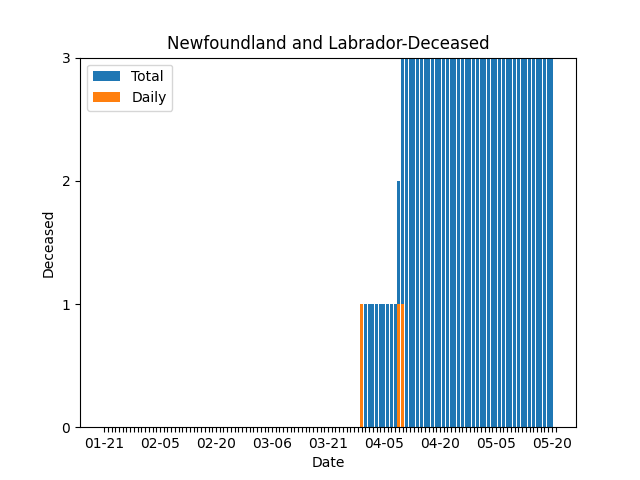 Newfoundland and Labrador-Deceased
Total
Daily
3
2
1
0
Deceased
01-21 02-05 02-20 03-06 03-21 04-05 04-20 05-05 05-20
Date